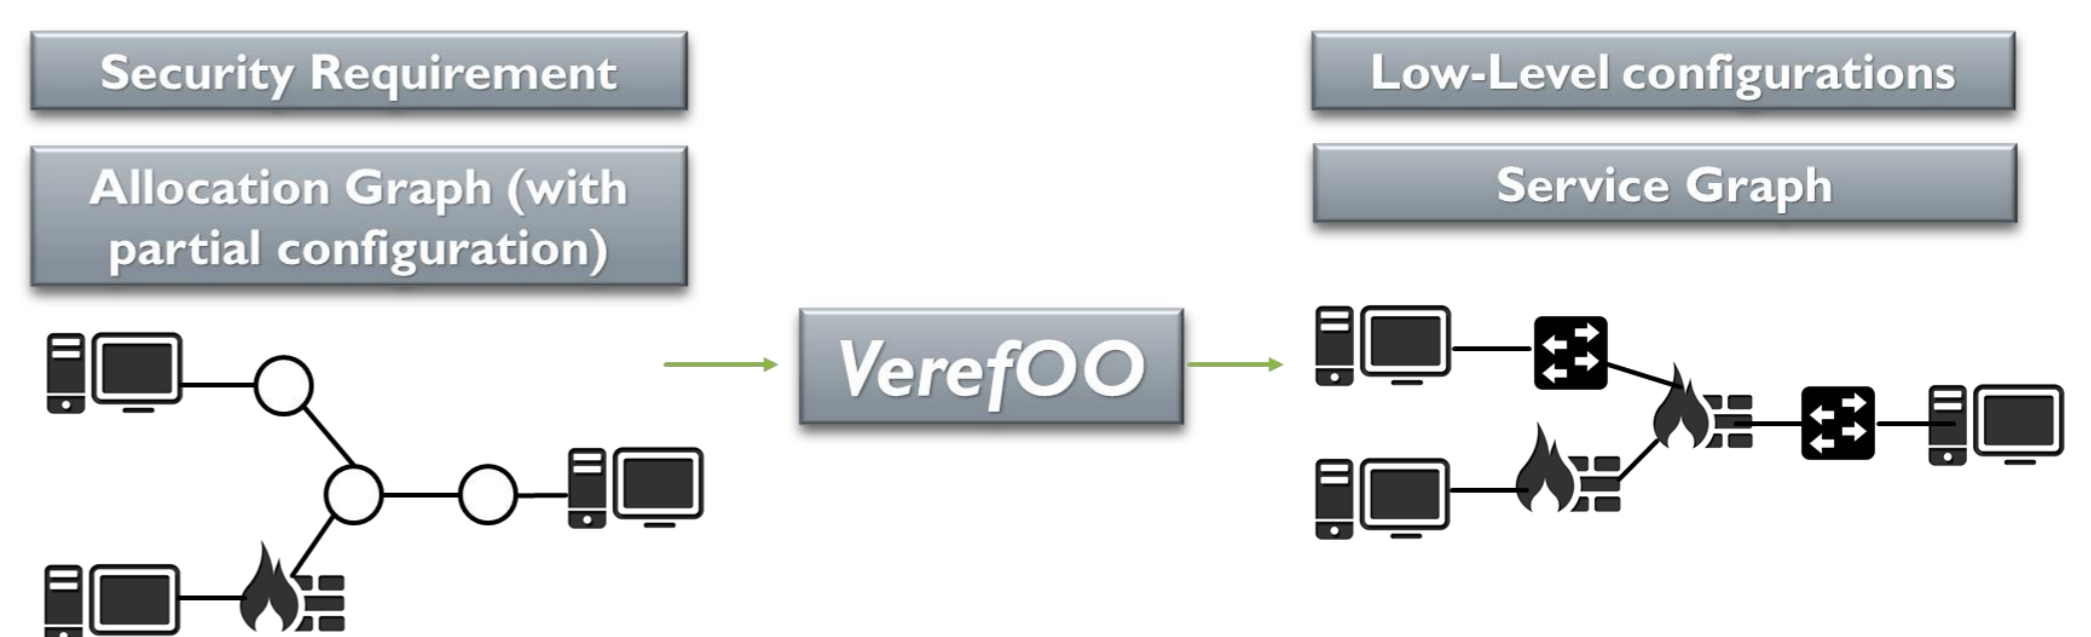 Security Requirement
Allocation Graph (with
partial configuration)
VerefOO
Low-Level configurations
Service Graph